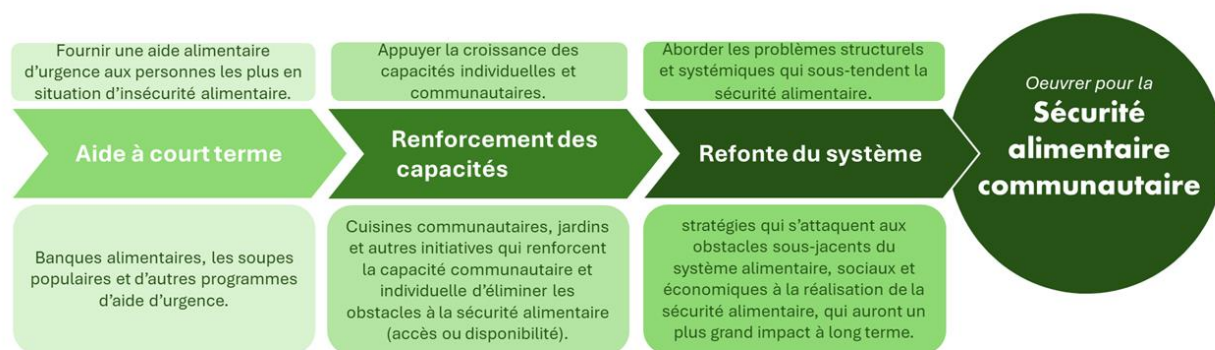 Fournir une aide alimentaire
d'urgence aux personnes les plus en
situation d'insécurité alimentaire.
Appuyer la croissance des
capacités individuelles et
communautaires.
Aborder les problèmes structurels
et systémiques qui sous-tendent la
sécurité alimentaire.
Aide à court terme
Renforcement des
capacités
Refonte du système
Oeuvrer pour la
Sécurité
alimentaire
communautaire
Banques alimentaires, les soupes
populaires et d'autres programmes
d'aide d'urgence.
Cuisines communautaires, jardins
et autres initiatives qui renforcent
la capacité communautaire et
individuelle d'éliminer les
obstacles à la sécurité alimentaire
(accès ou disponibilité).
stratégies qui s'attaquent aux
obstacles sous-jacents du
système alimentaire, sociaux et
économiques à la réalisation de la
sécurité alimentaire, qui auront un
plus grand impact à long terme.